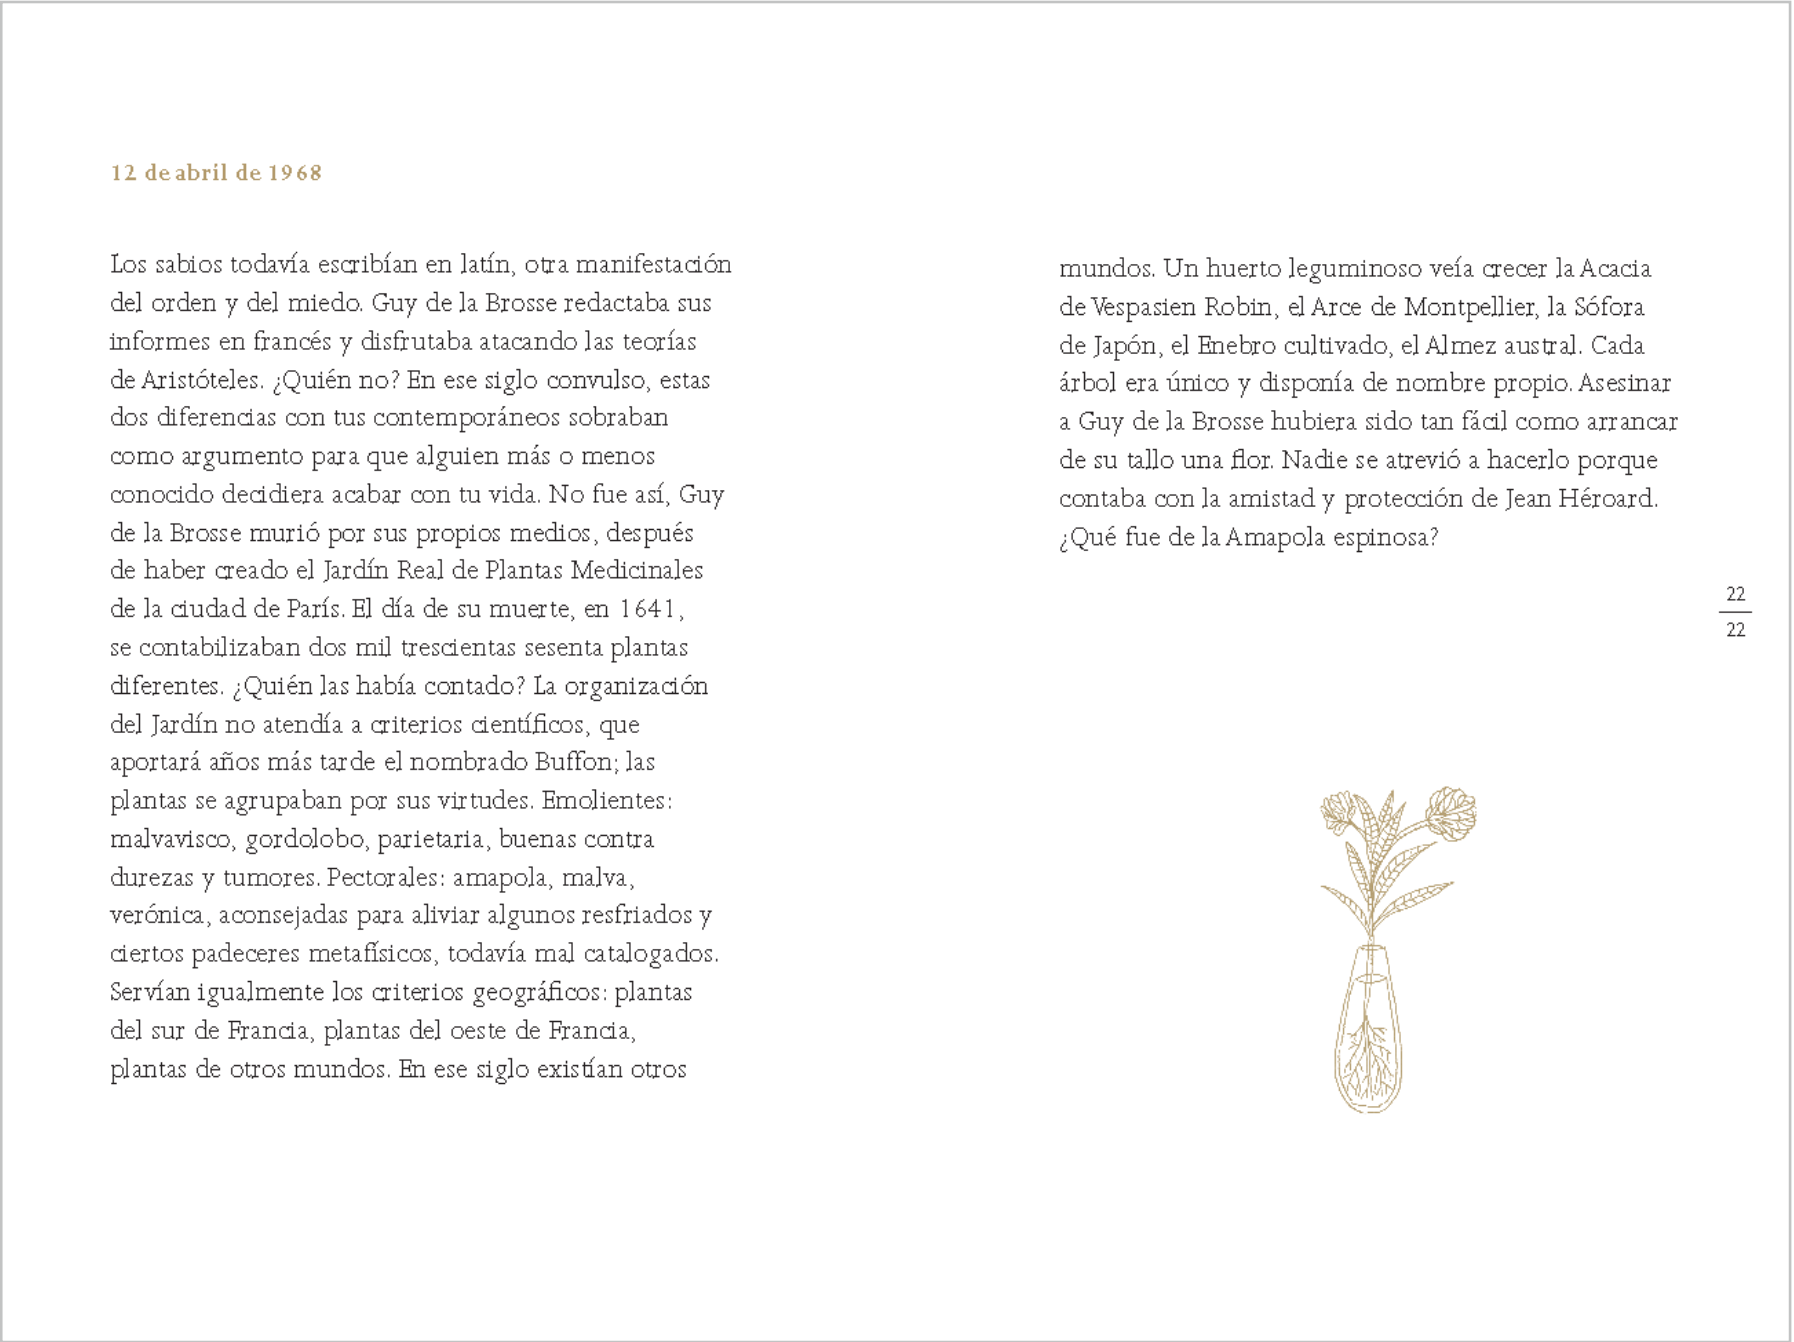 12 de abril de 1968
Los sabios todavía escribían en latín, otra manifestación
del orden y del miedo. Guy de la Brosse redactaba sus
informes en francés y disfrutaba atacando las teorías
de Aristóteles. ¿Quién no? En ese siglo convulso, estas
dos diferencias con tus contemporáneos sobraban
como argumento para que alguien más o menos
conocido decidiera acabar con tu vida. No fue así, Guy
de la Brosse murió por sus propios medios, después
de haber creado el Jardín Real de Plantas Medicinales
de la ciudad de París. El día de su muerte, en 1641,
se contabilizaban dos mil trescientas sesenta plantas
diferentes. ¿Quién las había contado? La organización
del Jardín no atendía a criterios científicos, que
aportará años más tarde el nombrado Buffon; las
plantas se agrupaban por sus virtudes. Emolientes:
malvavisco, gordolobo, parietaria, buenas contra
durezas y tumores. Pectorales: amapola, malva,
verónica, aconsejadas para aliviar algunos resfriados y
ciertos padeceres metafísicos, todavía mal catalogados.
Servían igualmente los criterios geográficos: plantas
del sur de Francia, plantas del oeste de Francia,
plantas de otros mundos. En ese siglo existían otros
mundos. Un huerto leguminoso veía crecer la Acacia
de Vespasien Robin, el Arce de Montpellier, la Sófora
de Japón, el Enebro cultivado, el Almez austral. Cada
árbol era único y disponía de nombre propio. Asesinar
a Guy de la Brosse hubiera sido tan fácil como arrancar
de su tallo una flor. Nadie se atrevió a hacerlo porque
contaba con la amistad y protección de Jean Héroard.
¿Qué fue de la Amapola espinosa?
22
22